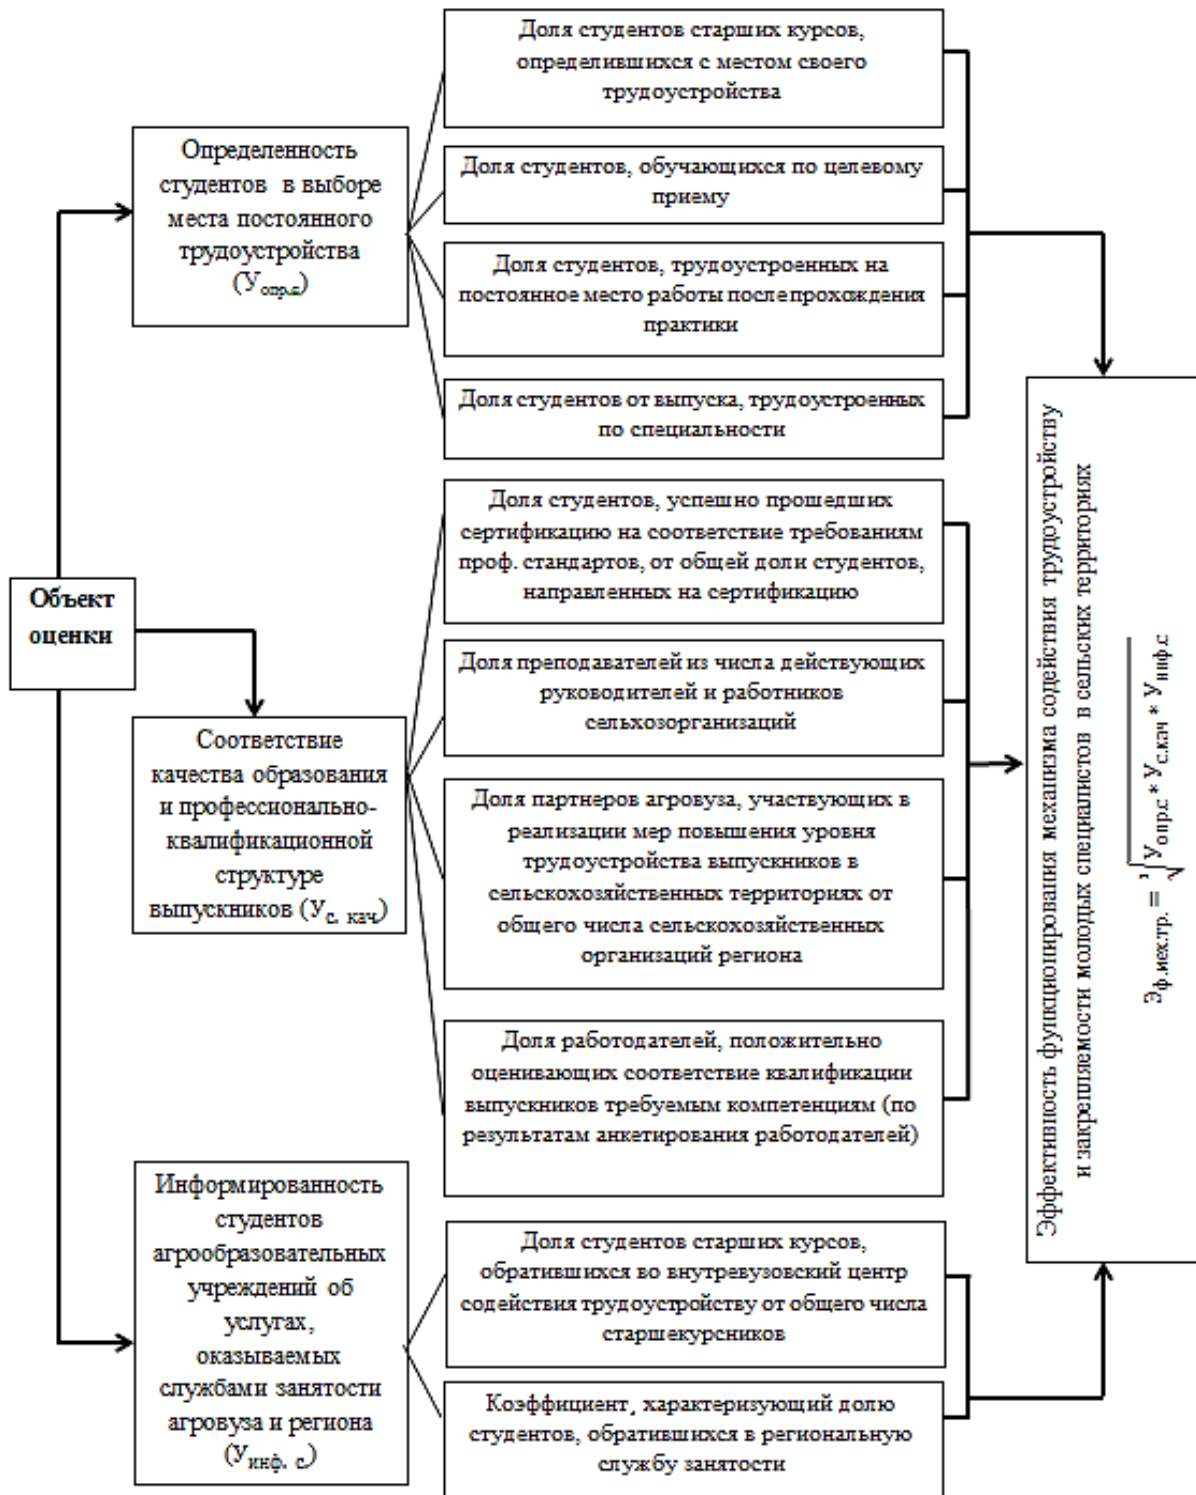 Объект
оценки
Определенность
студентов в выборе
места постоянного
трудоустройства
(Уопр.с)
Доля студентов старших курсов,
определившихся с местом своего
трудоустройства
Доля студентов, обучающихся по целевому
приему
Доля студентов, трудоустроенных на
постоянное место работы после прохождения
практики
Доля студентов от выпуска, трудоустроенных
по специальности
Соответствие
качества образования
и профессионально-
квалификационной
структуре
выпускников (Ус. кач)
Доля студентов, успешно прошедших
сертификацию на соответствие требованиям
проф. стандартов, от общей доли студентов,
направленных на сертификацию
Доля преподавателей из числа действующих
руководителей и работников
сельхозорганизаций
Доля партнеров агровуза, участвующих в
реализации мер повышения уровня
трудоустройства выпускников в
сельскохозяйственных территориях от
общего числа сельскохозяйственных
организаций региона
Доля работодателей, положительно
оценивающих соответствие квалификации
выпускников требуемым компетенциям (по
результатам анкетирования работодателей)
Информированность
студентов
агрообразовательных
учреждений об
услугах,
оказываемых
службами занятости
агровуза и региона
(Уинф. с)
Доля студентов старших курсов,
обратившихся во внутревузовский центр
содействия трудоустройству от общего числа
старшекурсников
Коэффициент, характеризующий долю
студентов, обратившихся в региональную
службу занятости
Эффективность функционирования механизма содействия трудоустройству
и закрепляемости молодых специалистов в сельских территориях
Эф.мех.тр. = ³√Уопр.с * Ус.кач * Уинф.с